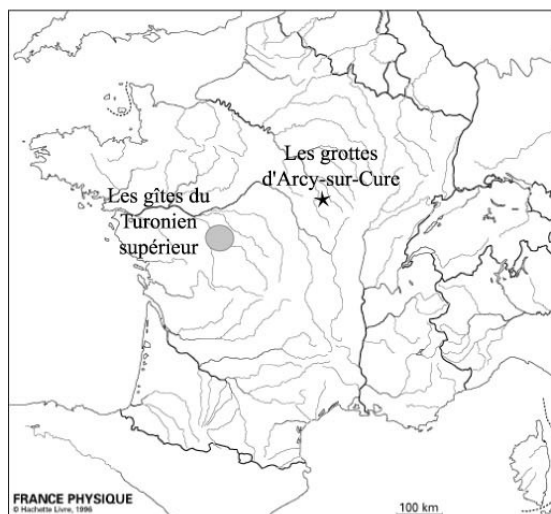 Les grottes
d'Arcy-sur-Cure
Les gîtes du
Turonien
supérieur
FRANCE PHYSIQUE
© Hachette Livre, 1996
100 km